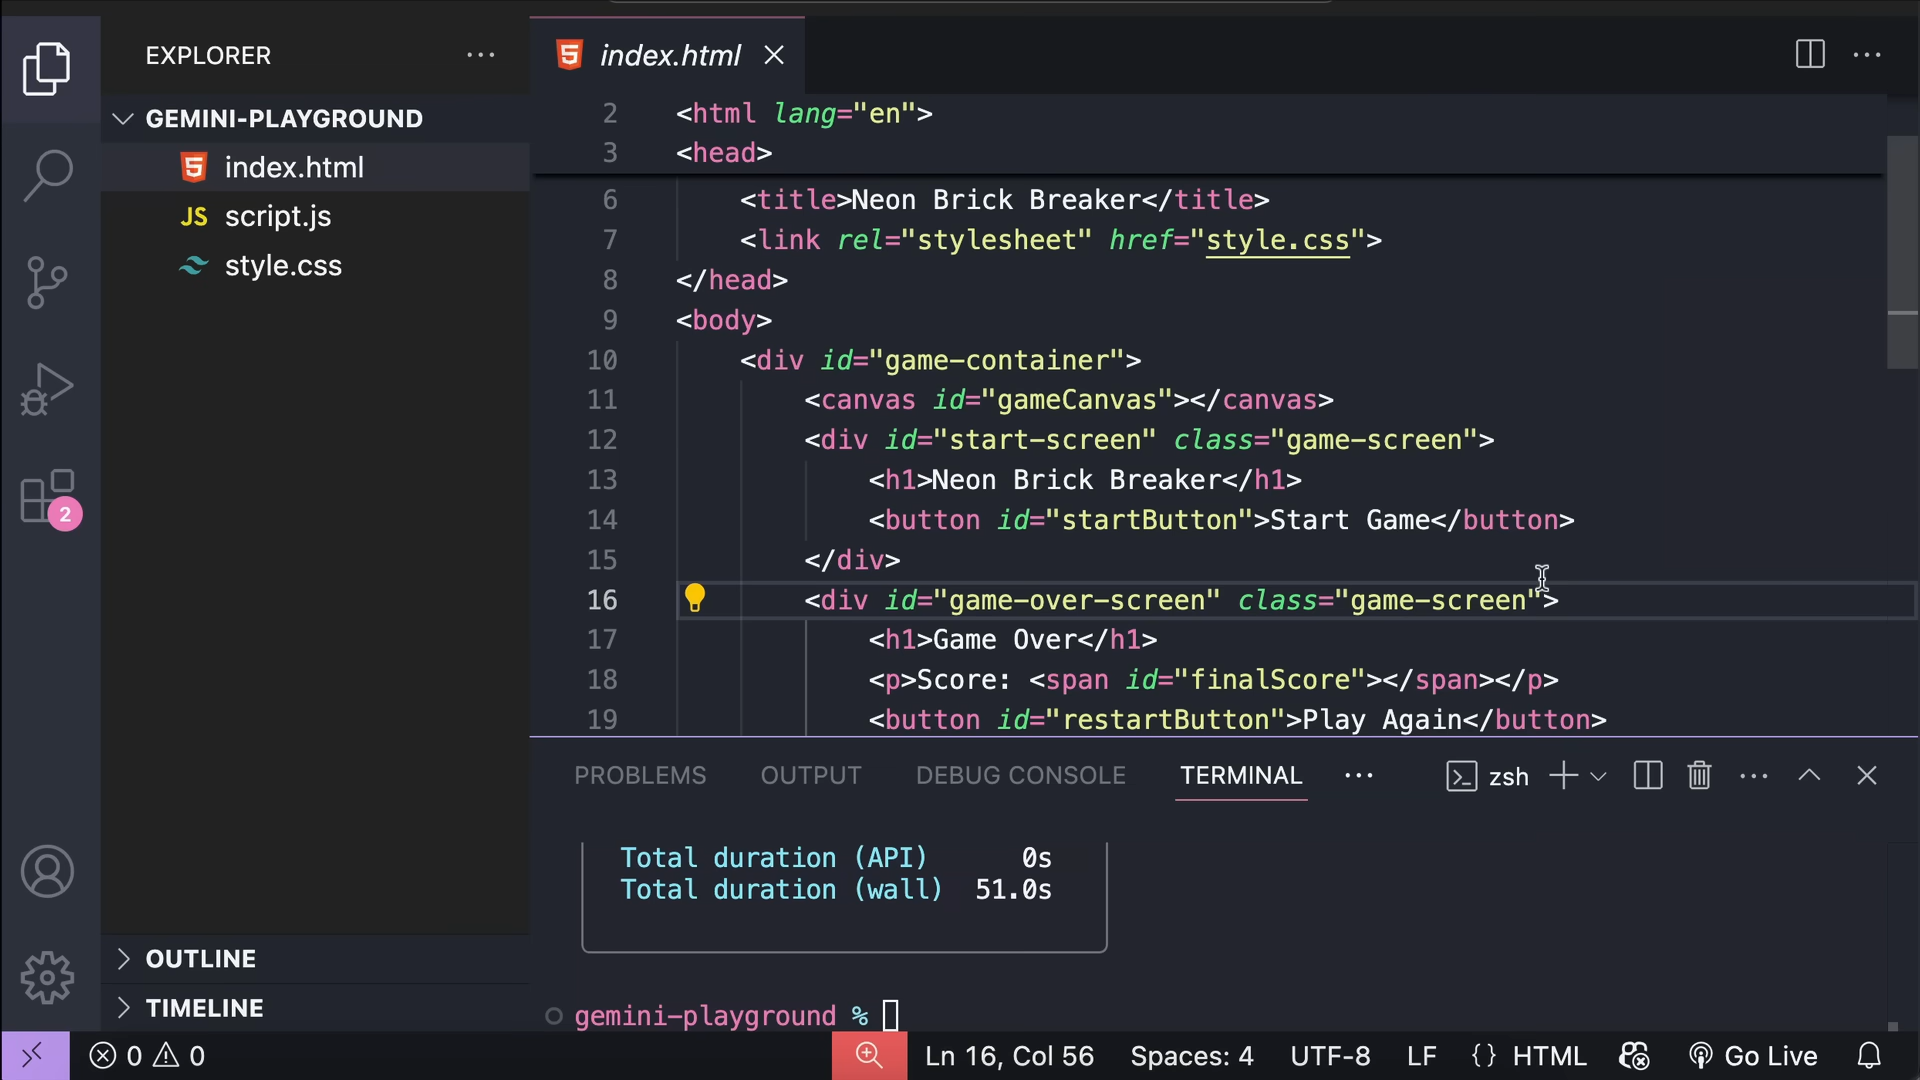 EXPLORER
GEMINI-PLAYGROUND
index.html
JS script.js
style.css
2
OUTLINE
TIMELINE
index.html
2 <html lang="en">
3 <head>
6 <title>Neon Brick Breaker</title>
7 <link rel="stylesheet" href="style.css">
8 </head>
9 <body>
10 <div id="game-container">
11 <canvas id="gameCanvas"></canvas>
12 <div id="start-screen" class="game-screen">
13 <h1>Neon Brick Breaker</h1>
14 <button id="startButton">Start Game</button>
15 </div>
16 <div id="game-over-screen" class="game-screen">
17 <h1>Game Over</h1>
18 <p>Score: <span id="finalScore"></span></p>
19 <button id="restartButton">Play Again</button>
PROBLEMS OUTPUT DEBUG CONSOLE TERMINAL zsh
Total duration (API) 0s
Total duration (wall) 51.0s
gemini-playground %
0 0 Ln 16, Col 56 Spaces: 4 UTF-8 LF {} HTML Go Live